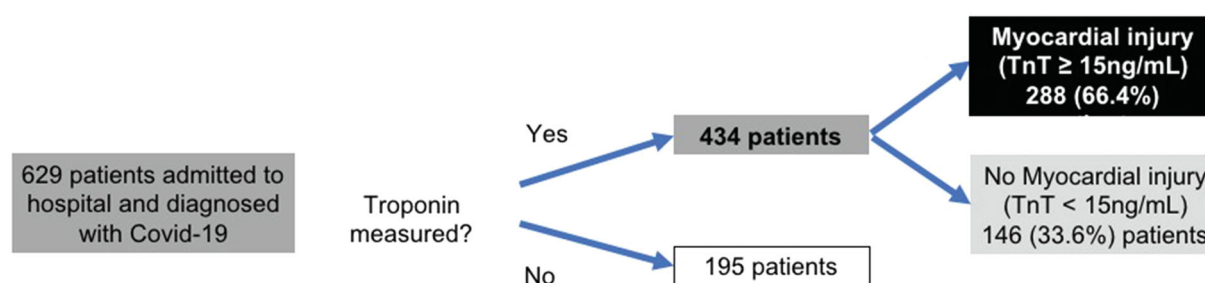 629 patients admitted to
hospital and diagnosed
with Covid-19
Troponin
measured?
Yes
No
434 patients
195 patients
Myocardial injury
(TnT ≥ 15ng/mL)
288 (66.4%)
No Myocardial injury
(TnT < 15ng/mL)
146 (33.6%) patients